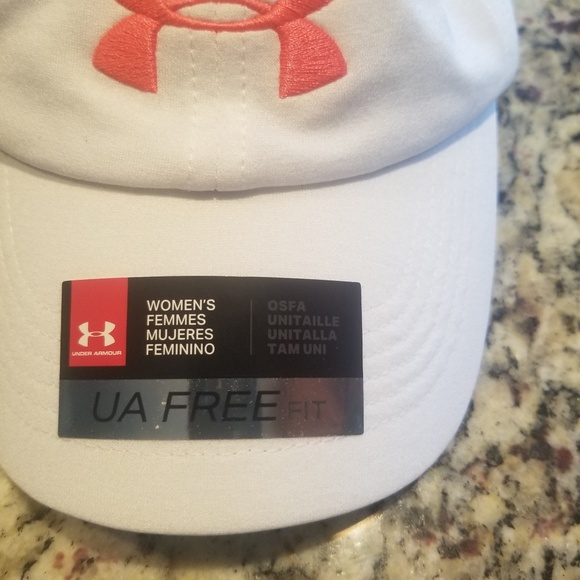 WOMEN'S
FEMMES
MUJERES
FEMININO
OSFA
UNITAILLE
UNITALLA
TAM UNI
UNDER ARMOUR
UA FREE FIT